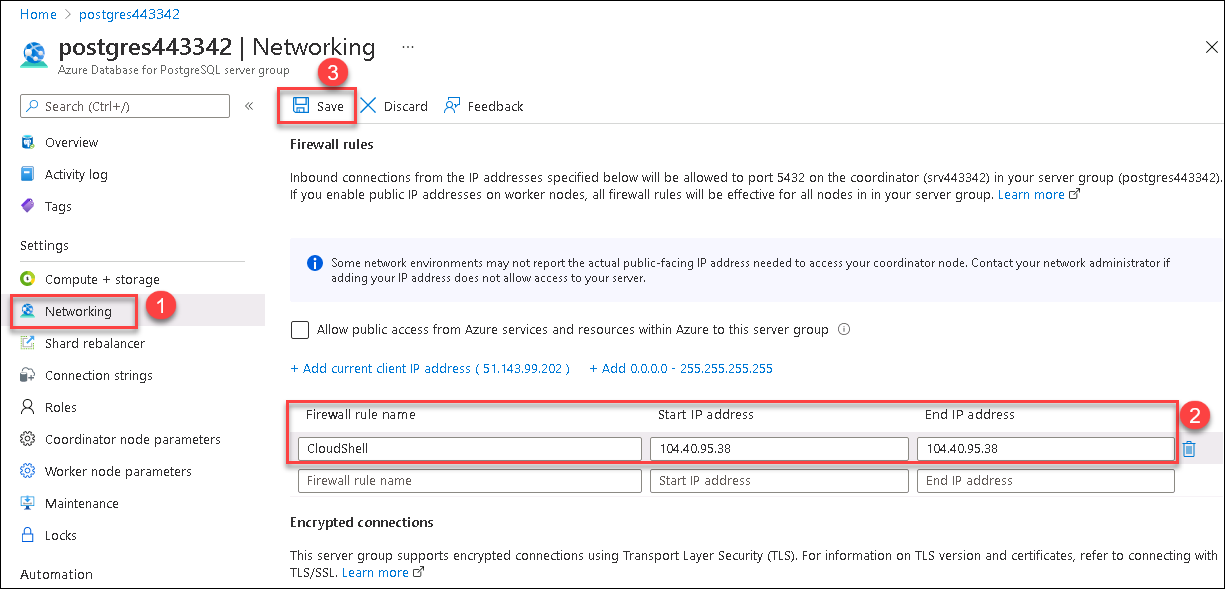 Home > postgres443342
postgres443342 | Networking ...
Azure Database for PostgreSQL server group
3
Search (Ctrl+/) «
Save Discard Feedback
Overview
Activity log
Tags
Settings
Compute + storage
Networking
1
Shard rebalancer
Connection strings
Roles
Coordinator node parameters
Worker node parameters
Maintenance
Locks
Automation
Firewall rules
Inbound connections from the IP addresses specified below will be allowed to port 5432 on the coordinator (srv443342) in your server group (postgres443342).
If you enable public IP addresses on worker nodes, all firewall rules will be effective for all nodes in in your server group. Learn more
Some network environments may not report the actual public-facing IP address needed to access your coordinator node. Contact your network administrator if
adding your IP address does not allow access to your server.
Allow public access from Azure services and resources within Azure to this server group
+ Add current client IP address ( 51.143.99.202 ) + Add 0.0.0.0 - 255.255.255.255
Firewall rule name Start IP address End IP address
2
CloudShell 104.40.95.38 104.40.95.38
Firewall rule name Start IP address End IP address
Encrypted connections
This server group supports encrypted connections using Transport Layer Security (TLS). For information on TLS version and certificates, refer to connecting with
TLS/SSL. Learn more